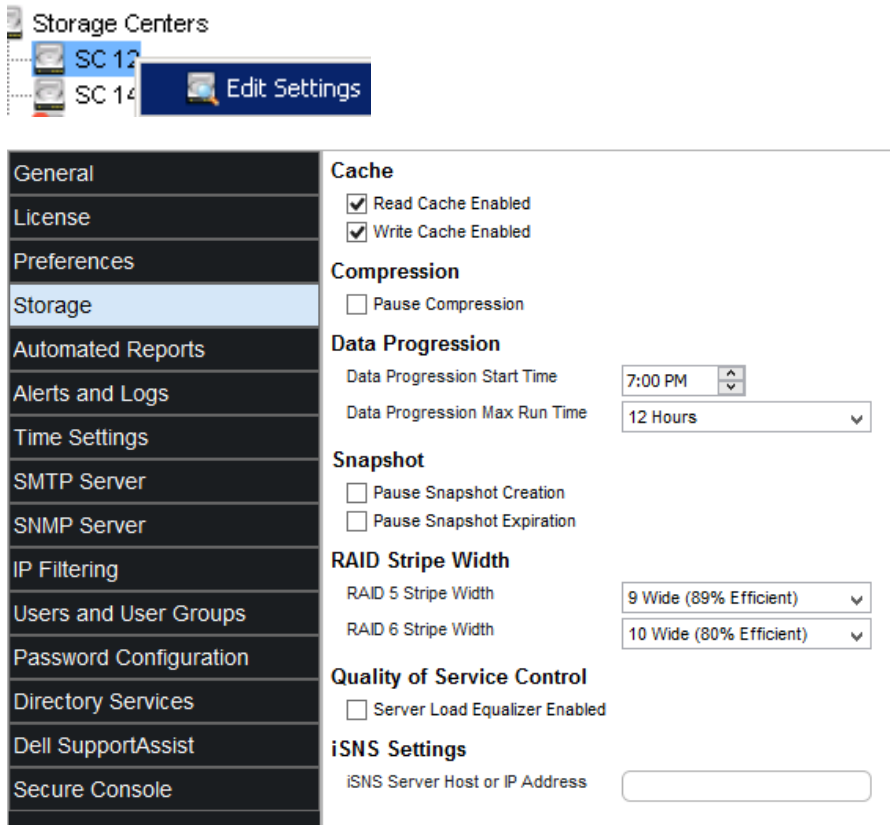 Storage Centers
SC 12
Edit Settings
SC 14
General
License
Preferences
Storage
Automated Reports
Alerts and Logs
Time Settings
SMTP Server
SNMP Server
IP Filtering
Users and User Groups
Password Configuration
Directory Services
Dell SupportAssist
Secure Console
Cache
Read Cache Enabled
Write Cache Enabled
Compression
Pause Compression
Data Progression
Data Progression Start Time
7:00 PM
Data Progression Max Run Time
12 Hours
Snapshot
Pause Snapshot Creation
Pause Snapshot Expiration
RAID Stripe Width
RAID 5 Stripe Width
9 Wide (89% Efficient)
RAID 6 Stripe Width
10 Wide (80% Efficient)
Quality of Service Control
Server Load Equalizer Enabled
iSNS Settings
iSNS Server Host or IP Address